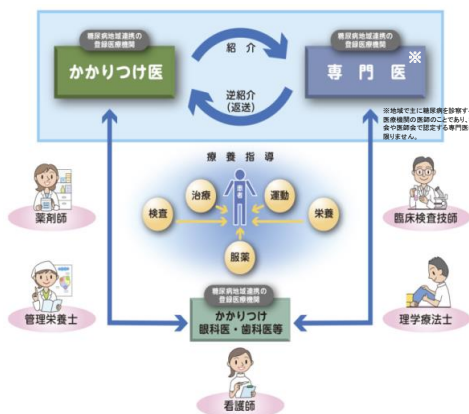 糖尿病地域連携の
登録医療機関
かかりつけ医
紹 介
逆紹介
(返送)
糖尿病地域連携の
登録医療機関
専 門 医
※
※地域で主に糖尿病を診察す
医療機関の医師のことであり、
会や医師会で認定する専門医
限りません。
療 養 指 導
患者
治療
運動
検査
栄養
服薬
薬剤師
臨床検査技師
管理栄養士
理学療法士
糖尿病地域連携の
登録医療機関
かかりつけ
眼科医・歯科医等
看護師